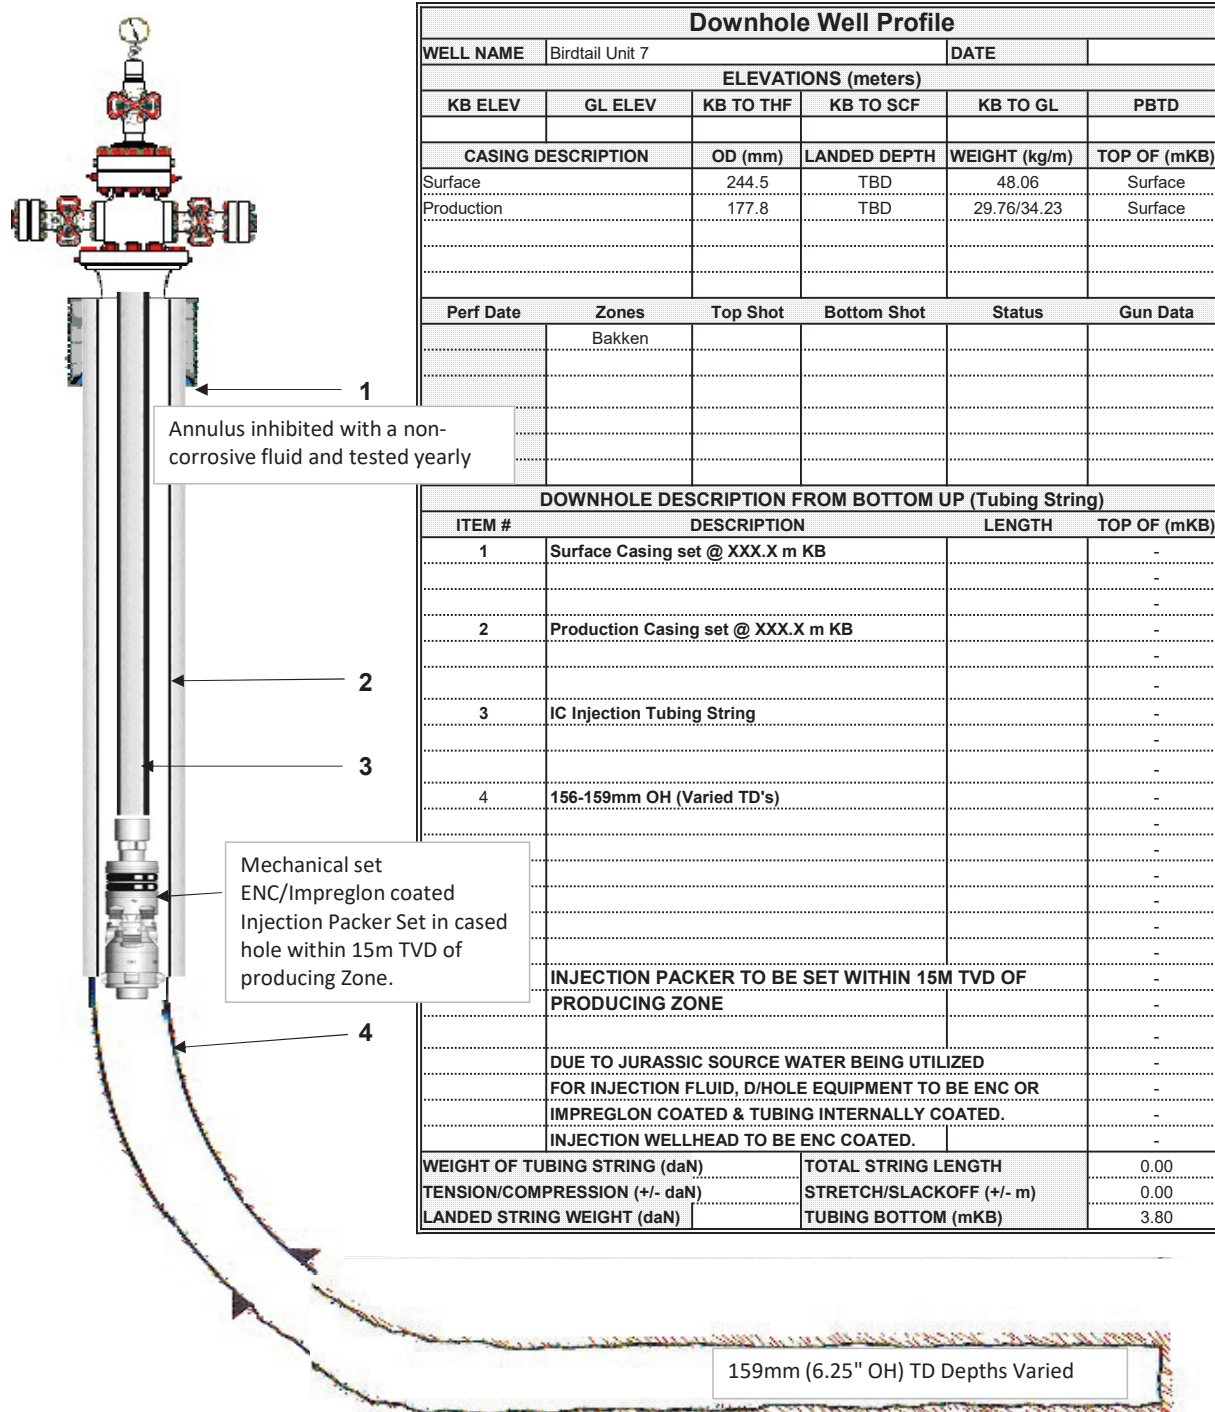 Downhole Well Profile
WELL NAME Birdtail Unit 7 DATE
ELEVATIONS (meters)
KB ELEV GL ELEV KB TO THF KB TO SCF KB TO GL PBTD
CASING DESCRIPTION OD (mm) LANDED DEPTH WEIGHT (kg/m) TOP OF (mKB)
Surface 244.5 TBD 48.06 Surface
Production 177.8 TBD 29.76/34.23 Surface
Perf Date Zones Top Shot Bottom Shot Status Gun Data
Bakken
1
Annulus inhibited with a non-
corrosive fluid and tested yearly
DOWNHOLE DESCRIPTION FROM BOTTOM UP (Tubing String)
ITEM # DESCRIPTION LENGTH TOP OF (mKB)
1 Surface Casing set @ XXX.X m KB -
-
-
2 Production Casing set @ XXX.X m KB -
-
2
-
3 IC Injection Tubing String -
-
3
-
4 156-159mm OH (Varied TD's) -
-
-
-
-
-
-
Mechanical set
ENC/Impreglon coated
Injection Packer Set in cased
hole within 15m TVD of
producing Zone.
INJECTION PACKER TO BE SET WITHIN 15M TVD OF -
PRODUCING ZONE -
4
-
DUE TO JURASSIC SOURCE WATER BEING UTILIZED -
FOR INJECTION FLUID, D/HOLE EQUIPMENT TO BE ENC OR -
IMPREGLON COATED & TUBING INTERNALLY COATED. -
INJECTION WELLHEAD TO BE ENC COATED. -
WEIGHT OF TUBING STRING (daN) TOTAL STRING LENGTH 0.00
TENSION/COMPRESSION (+/- daN) STRETCH/SLACKOFF (+/- m) 0.00
LANDED STRING WEIGHT (daN) TUBING BOTTOM (mKB) 3.80
159mm (6.25" OH) TD Depths Varied